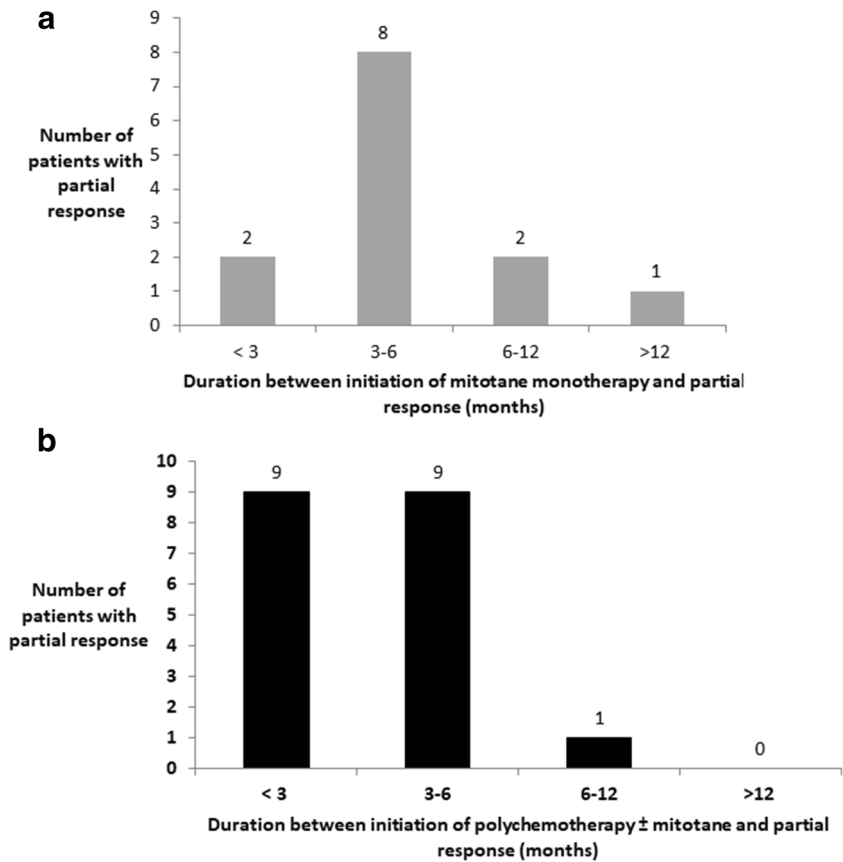 a
9
8
7
6
5
4
3
2
1
0
Number of
patients with
partial
response
2
8
2
1
< 3
3-6
6-12
>12
Duration between initiation of mitotane monotherapy and partial
response (months)
b
10
9
8
7
6
5
4
3
2
1
0
Number of
patients with
partial response
9
9
1
0
< 3
3-6
6-12
>12
Duration between initiation of polychemotherapy ± mitotane and partial
response (months)